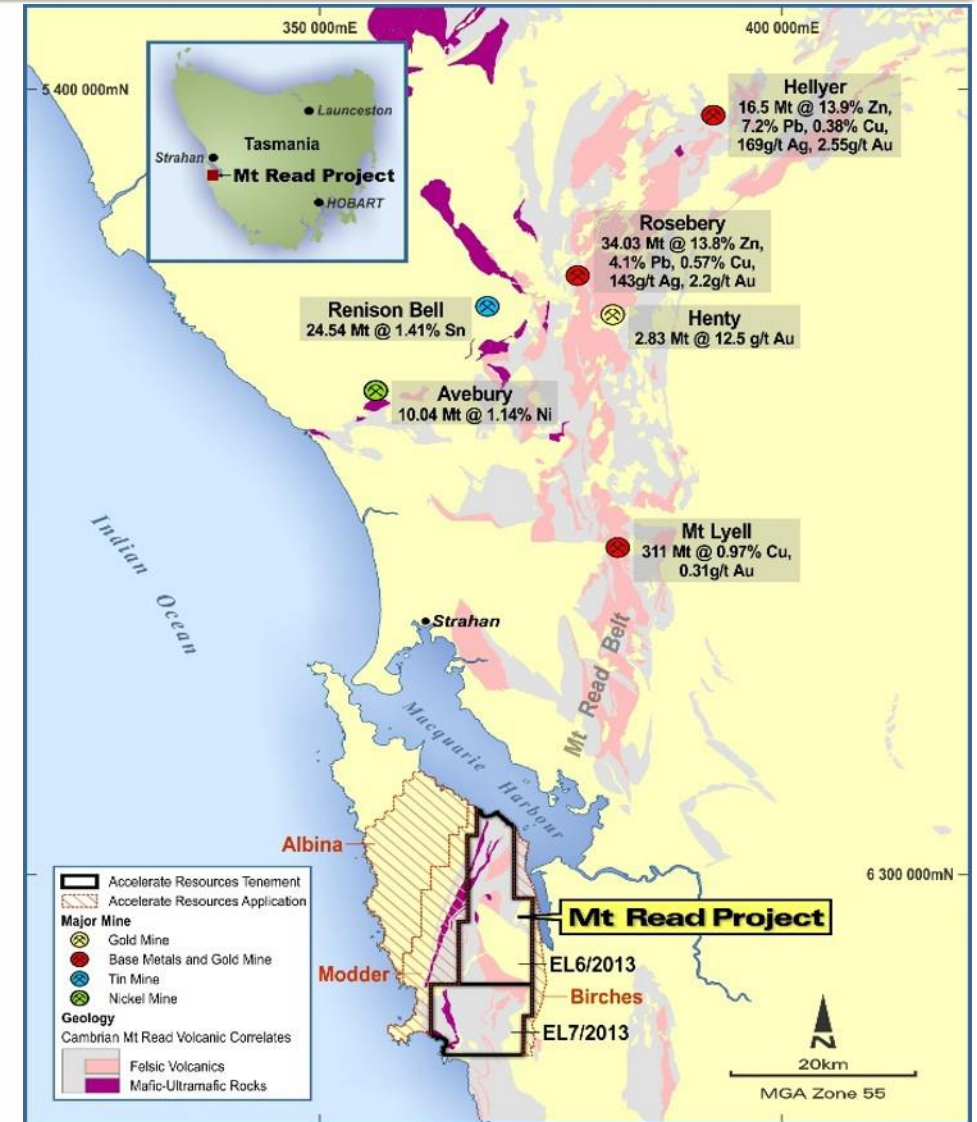 350 000mE
400 000mE
5 400 000mN
Launceston
Tasmania
Strahan
Mt Read Project
HOBART
Hellyer
16.5 Mt @ 13.9% Zn,
7.2% Pb, 0.38% Cu,
169g/t Ag, 2.55g/t Au
Rosebery
34.03 Mt @ 13.8% Zn,
4.1% Pb, 0.57% Cu,
143g/t Ag, 2.2g/t Au
Renison Bell
24.54 Mt @ 1.41% Sn
Henty
2.83 Mt @ 12.5 g/t Au
Avebury
10.04 Mt @ 1.14% Ni
Indian Ocean
Mt Lyell
311 Mt @ 0.97% Cu,
0.31g/t Au
Strahan
Mt Read Belt
Macquarie Harbour
Albina
6 300 000mN
Mt Read Project
Modder
EL6/2013
Birches
EL7/2013
Accelerate Resources Tenement
Accelerate Resources Application
Major Mine
Gold Mine
Base Metals and Gold Mine
Tin Mine
Nickel Mine
Geology
Cambrian Mt Read Volcanic Correlates
Felsic Volcanics
Mafic-Ultramafic Rocks
N
20km
MGA Zone 55